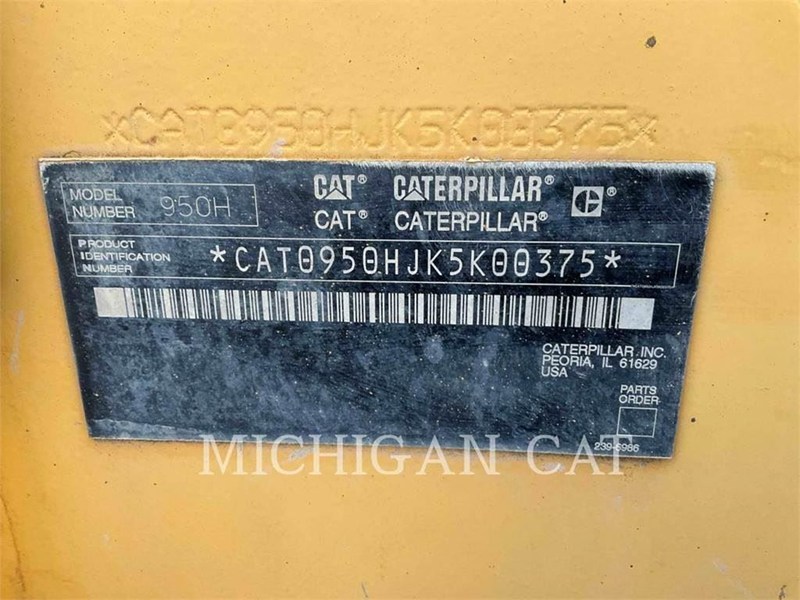 *CAT0950HJK5K00375*
MODEL NUMBER 950H
CAT® CATERPILLAR® ®
CAT® CATERPILLAR®
PRODUCT IDENTIFICATION NUMBER *CAT0950HJK5K00375*
CATERPILLAR INC.
PEORIA, IL 61629
USA
PARTS
ORDER
239-5986
MICHIGAN CAT